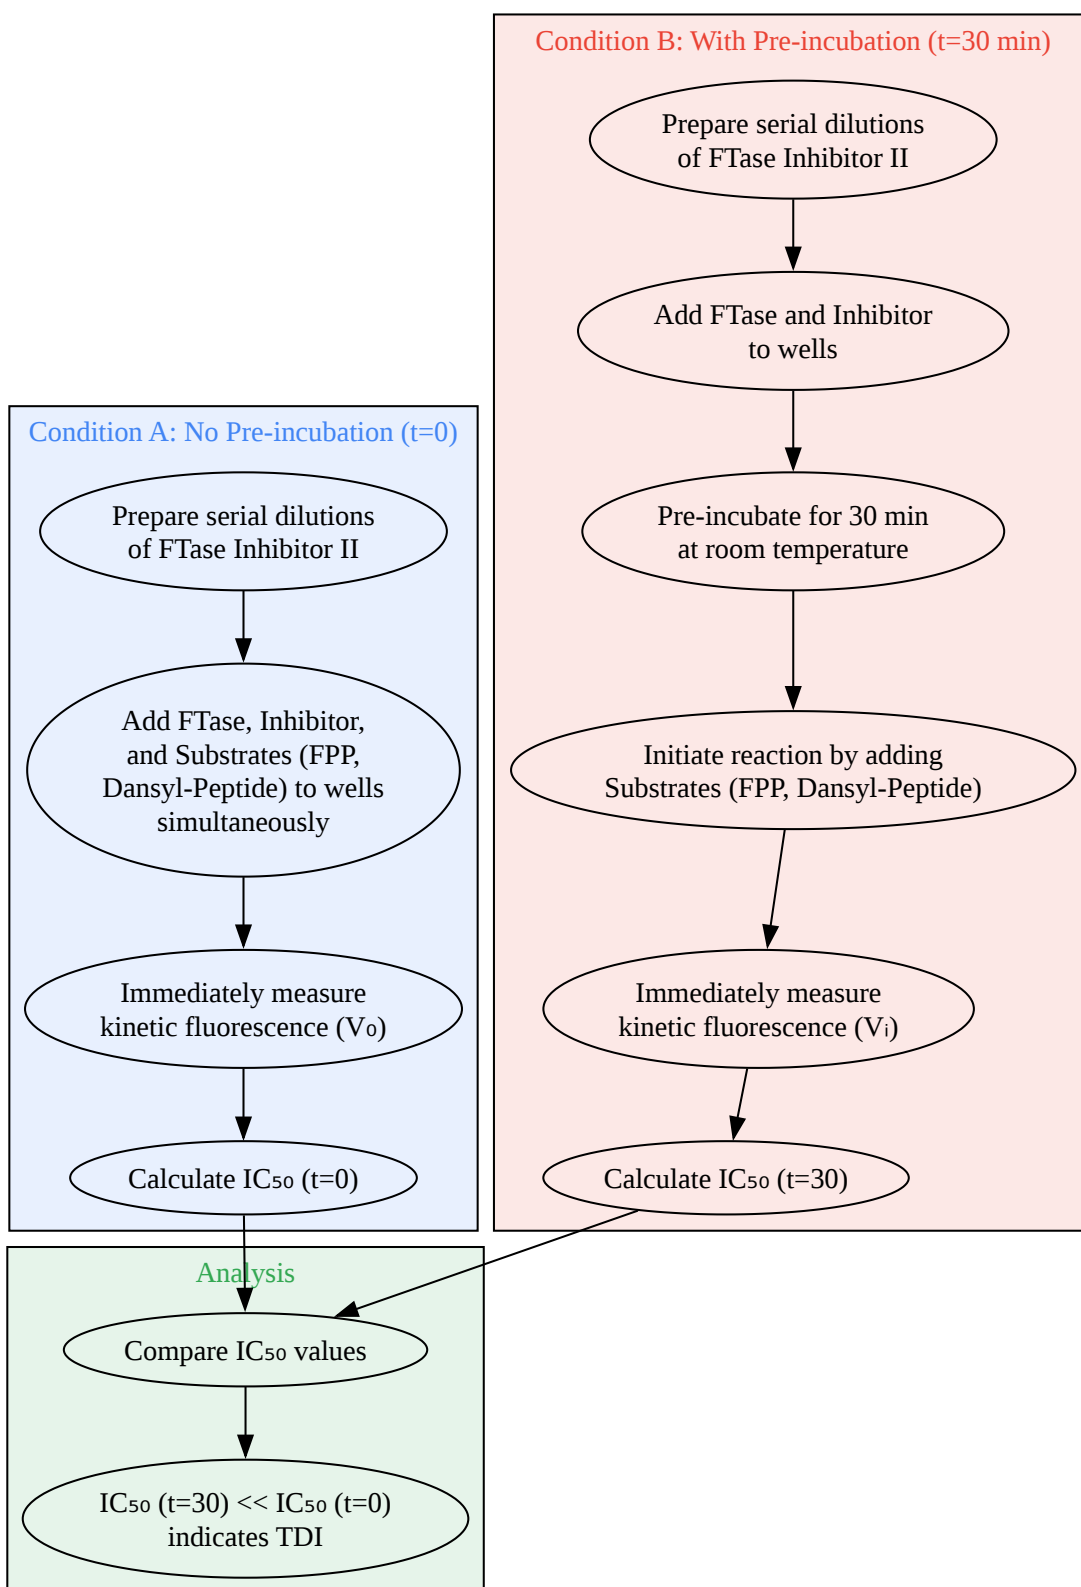 Condition B: With Pre-incubation (t=30 min)
Prepare serial dilutions
of FTase Inhibitor II
Add FTase and Inhibitor
to wells
Pre-incubate for 30 min
at room temperature
Initiate reaction by adding
Substrates (FPP, Dansyl-Peptide)
Immediately measure
kinetic fluorescence (Vᵢ)
Calculate IC₅₀ (t=30)
Condition A: No Pre-incubation (t=0)
Prepare serial dilutions
of FTase Inhibitor II
Add FTase, Inhibitor,
and Substrates (FPP,
Dansyl-Peptide) to wells
simultaneously
Immediately measure
kinetic fluorescence (V₀)
Calculate IC₅₀ (t=0)
Analysis
Compare IC₅₀ values
IC₅₀ (t=30) << IC₅₀ (t=0)
indicates TDI